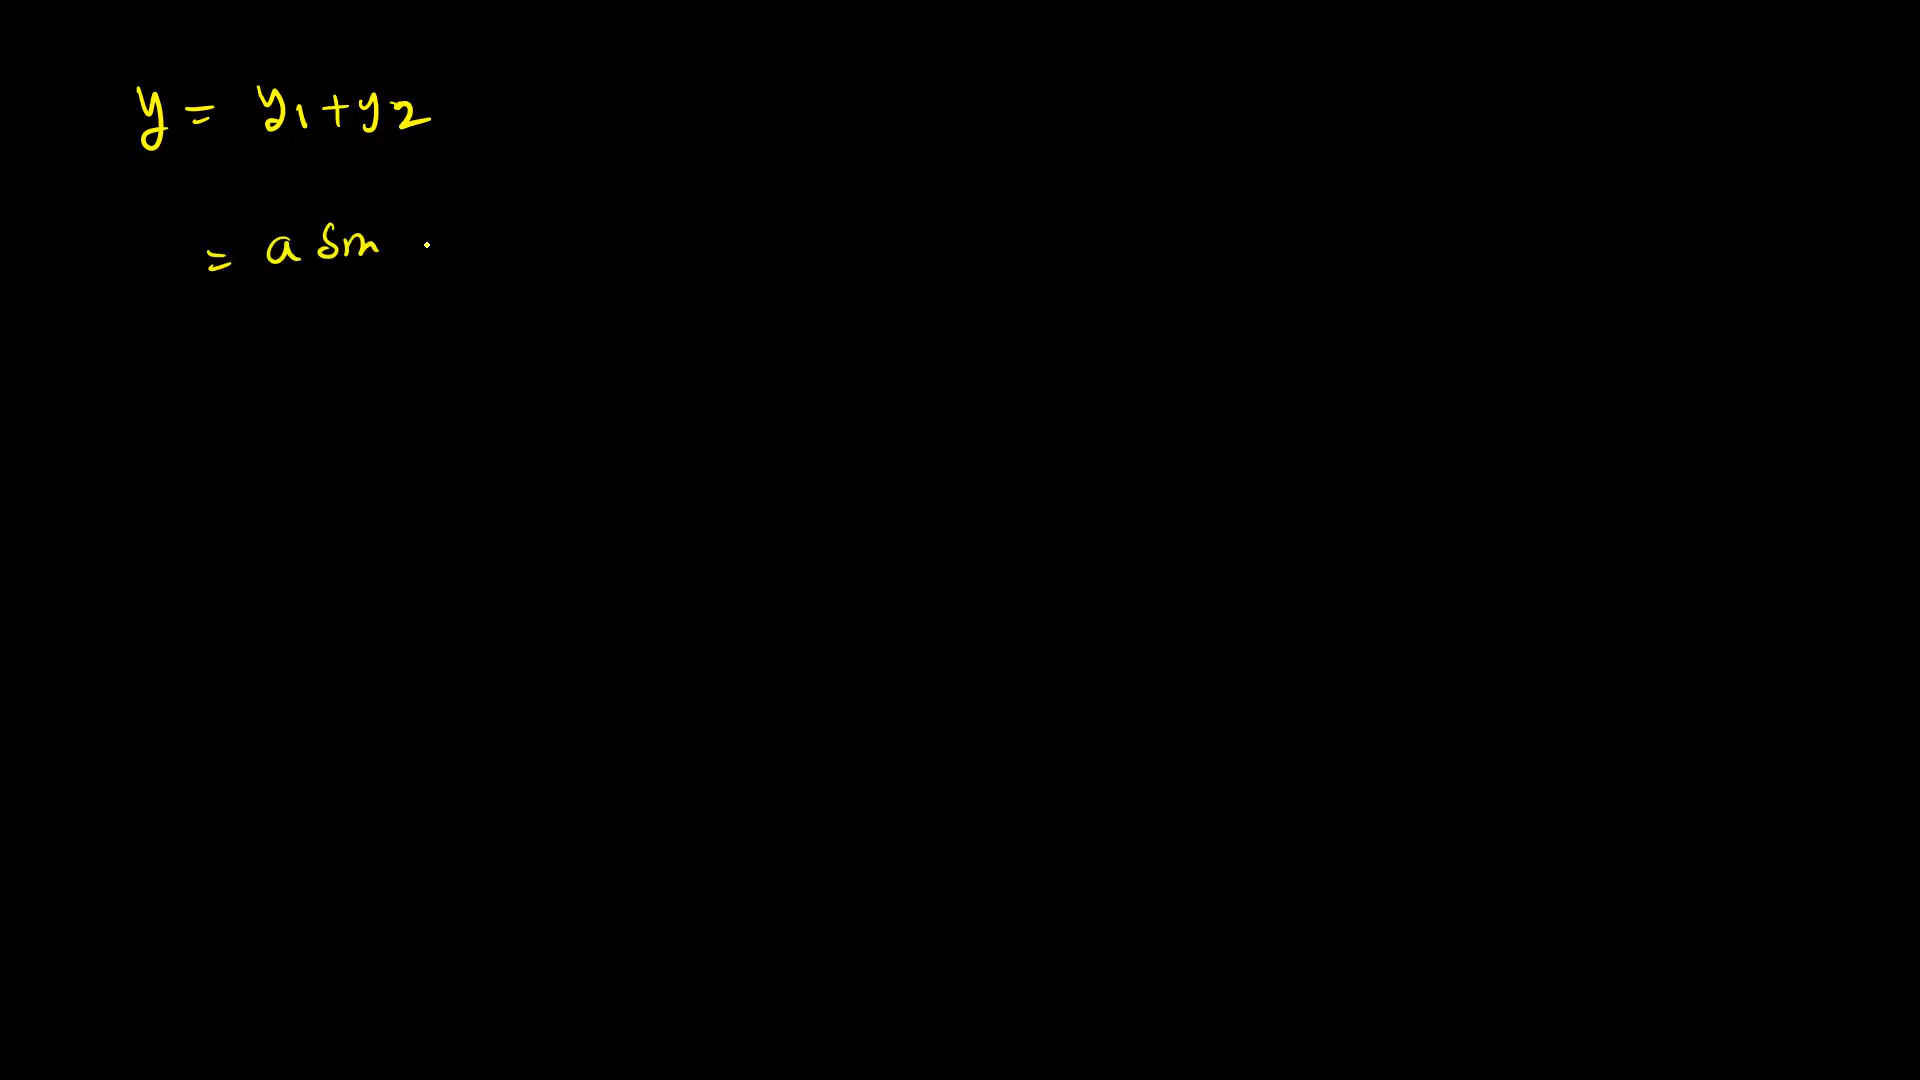 y = y1 + y2
= a sin